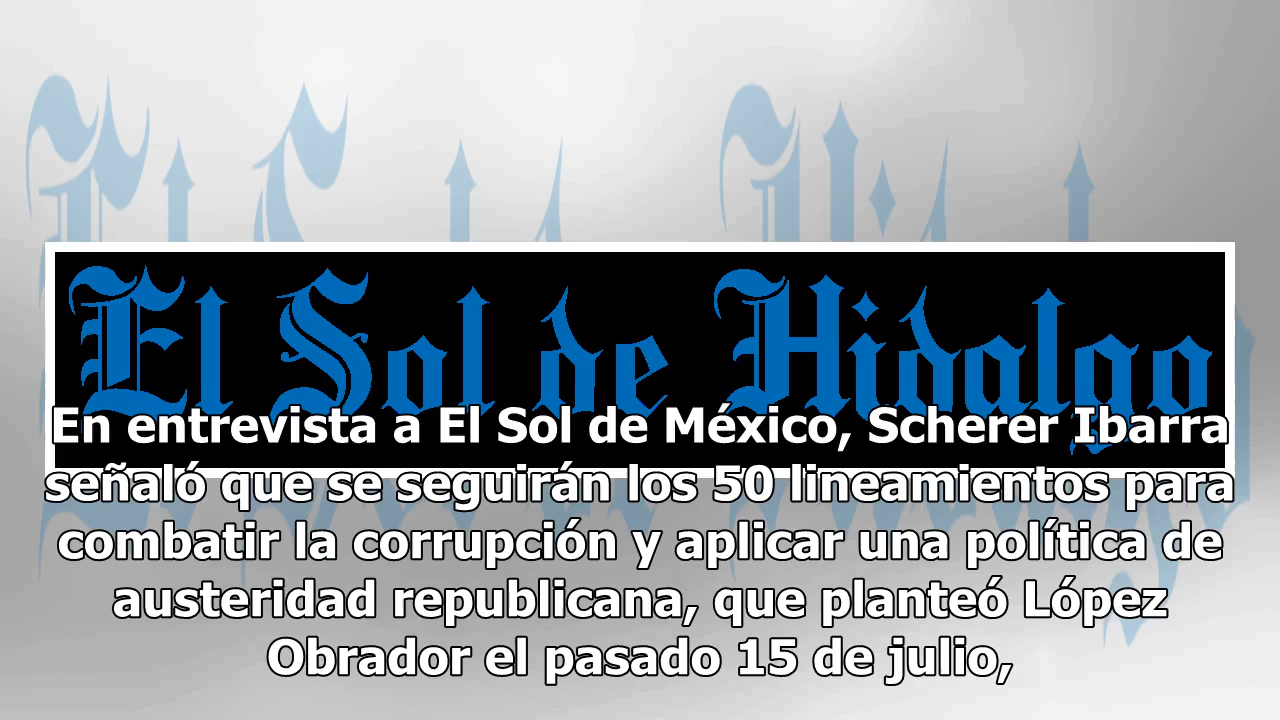 El Sol de Hidalgo
En entrevista a El Sol de México, Scherer Ibarra
señaló que se seguirán los 50 lineamientos para
combatir la corrupción y aplicar una política de
austeridad republicana, que planteó López
Obrador el pasado 15 de julio,